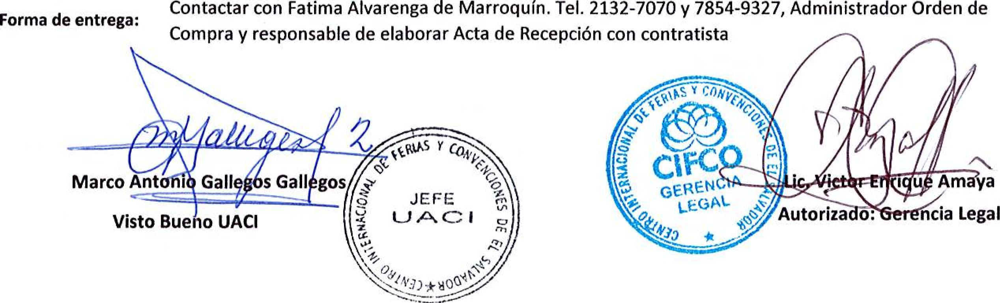 Contactar con Fatima Alvarenga de Marroquín. Tel. 2132-7070 y 7854-9327, Administrador Orden de
Forma de entrega:
Compra y responsable de elaborar Acta de Recepción con contratista
CENTRO INTERNACIONAL DE FERIAS Y CONVENCIONES DE EL SALVADOR
CIFCO
GERENCIA
LEGAL
Marco Antonio Gallegos Gallegos
Visto Bueno UACI
CENTRO INTERNACIONAL DE FERIAS Y CONVENCIONES DE EL SALVADOR
JEFE
UACI
Lic. Victor Enrique Amaya
Autorizado: Gerencia Legal